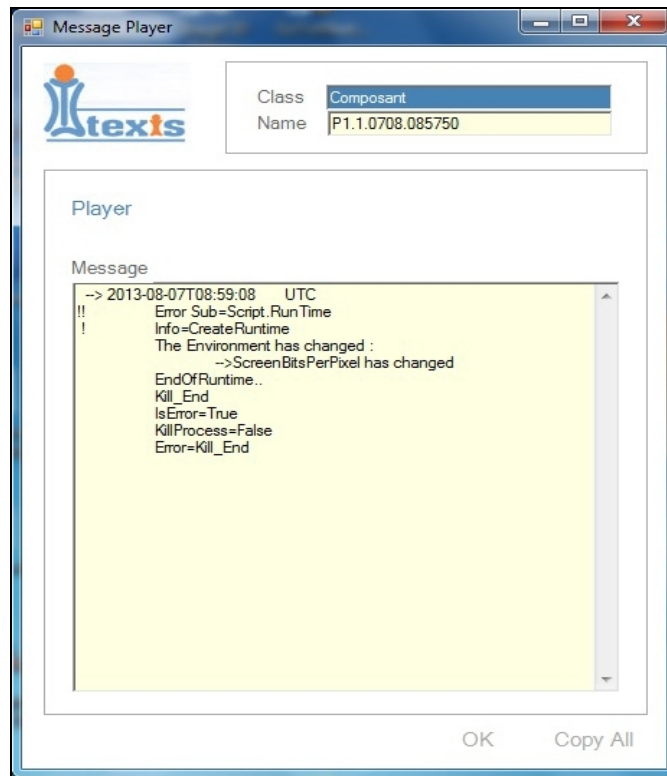 Message Player
texis
Class Composant
Name P1.1.0708.085750
Player
Message
--> 2013-08-07T08:59:08 UTC
!! Error Sub=Script.RunTime
! Info=CreateRuntime
The Environment has changed :
-->ScreenBitsPerPixel has changed
EndOfRuntime..
Kill_End
IsError=True
KillProcess=False
Error=Kill_End
OK Copy All